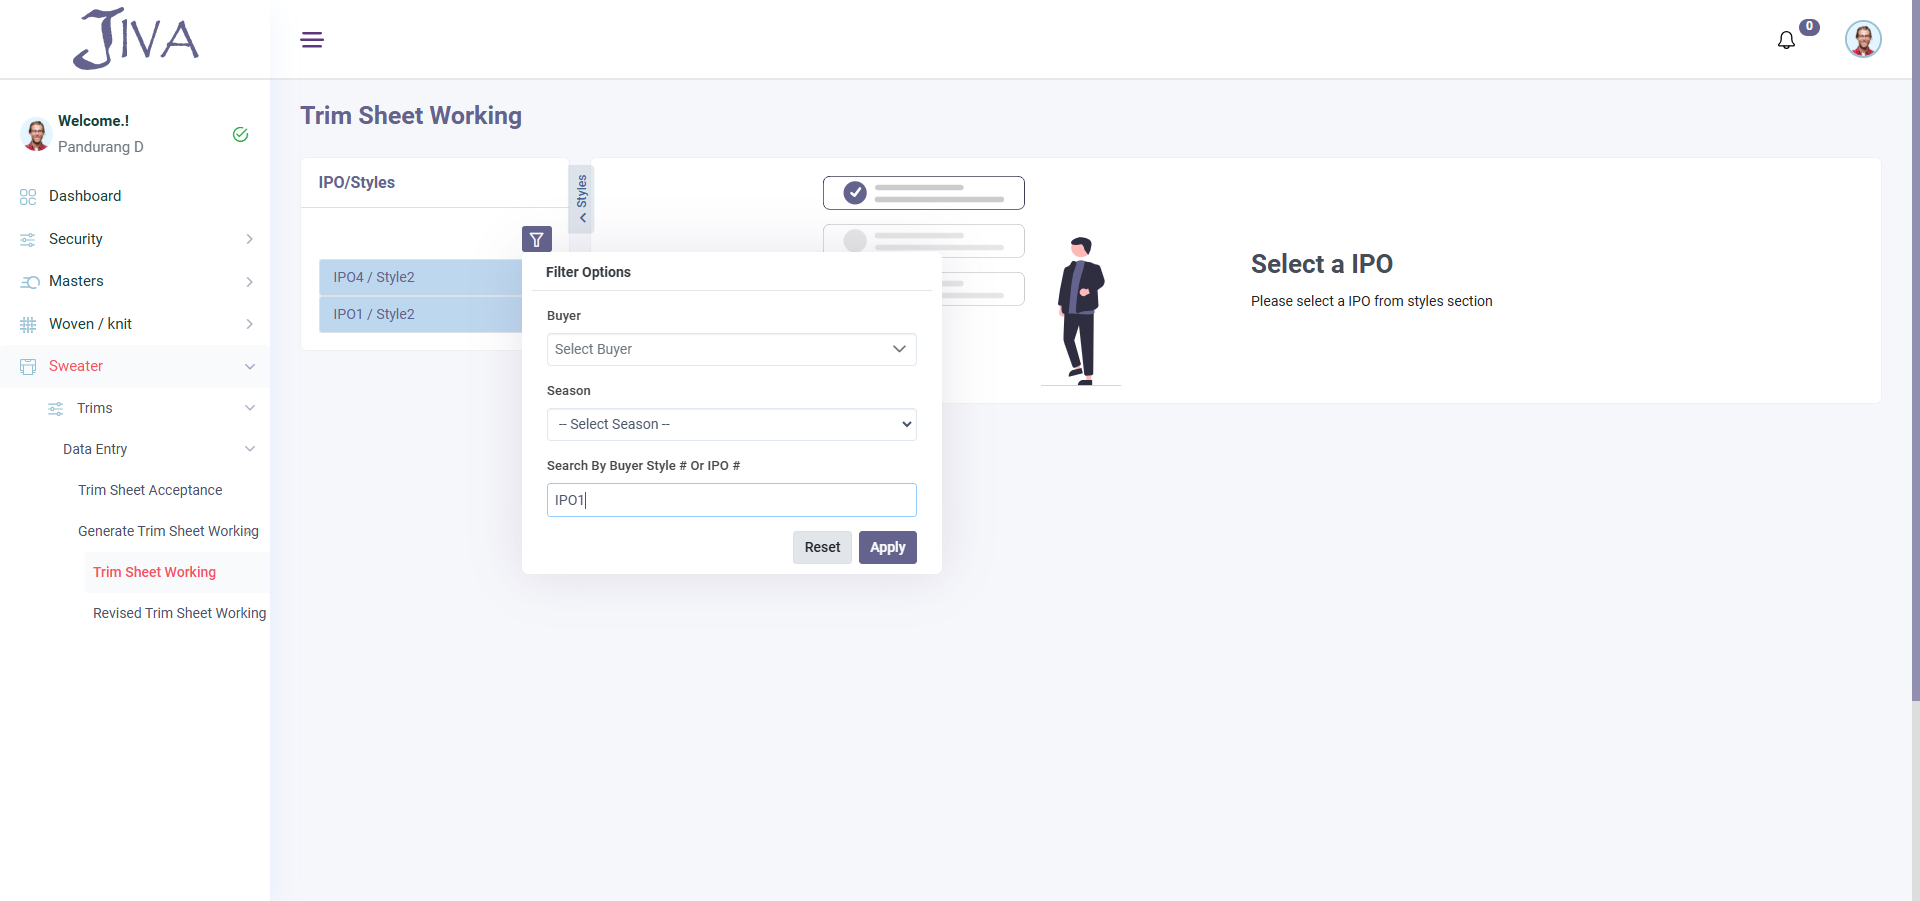 JIVA
0
Welcome.!
Pandurang D
Dashboard
Security
Masters
Woven / knit
Sweater
Trims
Data Entry
Trim Sheet Acceptance
Generate Trim Sheet Working
Trim Sheet Working
Revised Trim Sheet Working
Trim Sheet Working
IPO/Styles
Styles
IPO4 / Style2
IPO1 / Style2
Filter Options
Buyer
Select Buyer
Season
-- Select Season --
Search By Buyer Style # Or IPO #
IPO1
Reset
Apply
Select a IPO
Please select a IPO from styles section